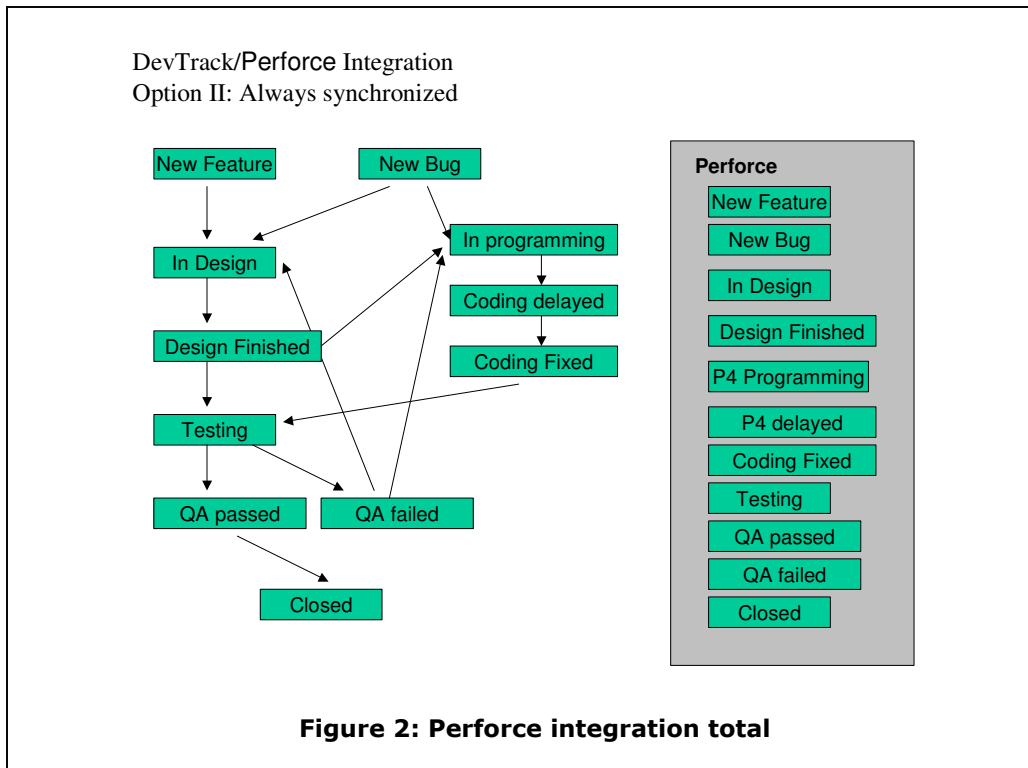 DevTrack/Perforce Integration
Option II: Always synchronized
New Feature
New Bug
In programming
In Design
Coding delayed
Design Finished
Coding Fixed
Testing
QA passed
QA failed
Closed
Perforce
New Feature
New Bug
In Design
Design Finished
P4 Programming
P4 delayed
Coding Fixed
Testing
QA passed
QA failed
Closed
Figure 2: Perforce integration total